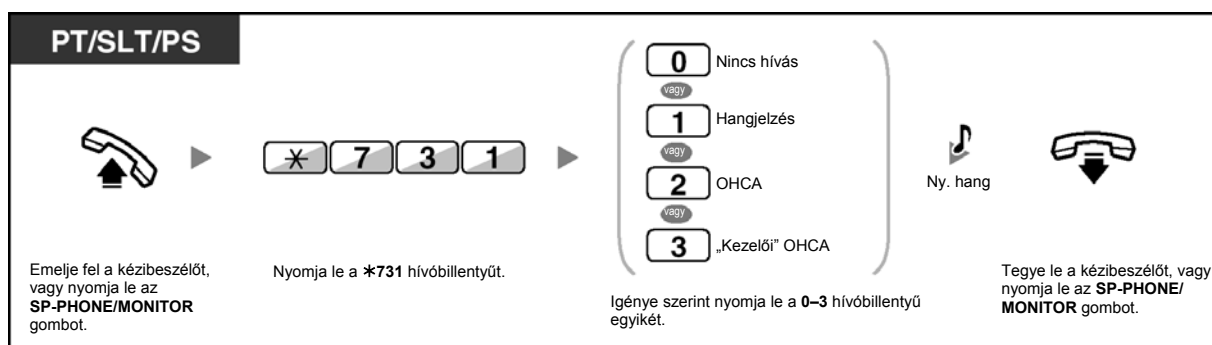 PT/SLT/PS
0 Nincs hívás
vagy
1 Hangjelzés
vagy
2 OHCA
vagy
3 „Kezelői” OHCA
* 7 3 1
Ny. hang
Emelje fel a kézibeszélőt,
vagy nyomja le az
SP-PHONE/MONITOR
gombot.
Nyomja le a *731 hívóbillentyűt.
Igénye szerint nyomja le a 0–3 hívóbillentyű
egyikét.
Tegye le a kézibeszélőt, vagy
nyomja le az SP-PHONE/
MONITOR gombot.